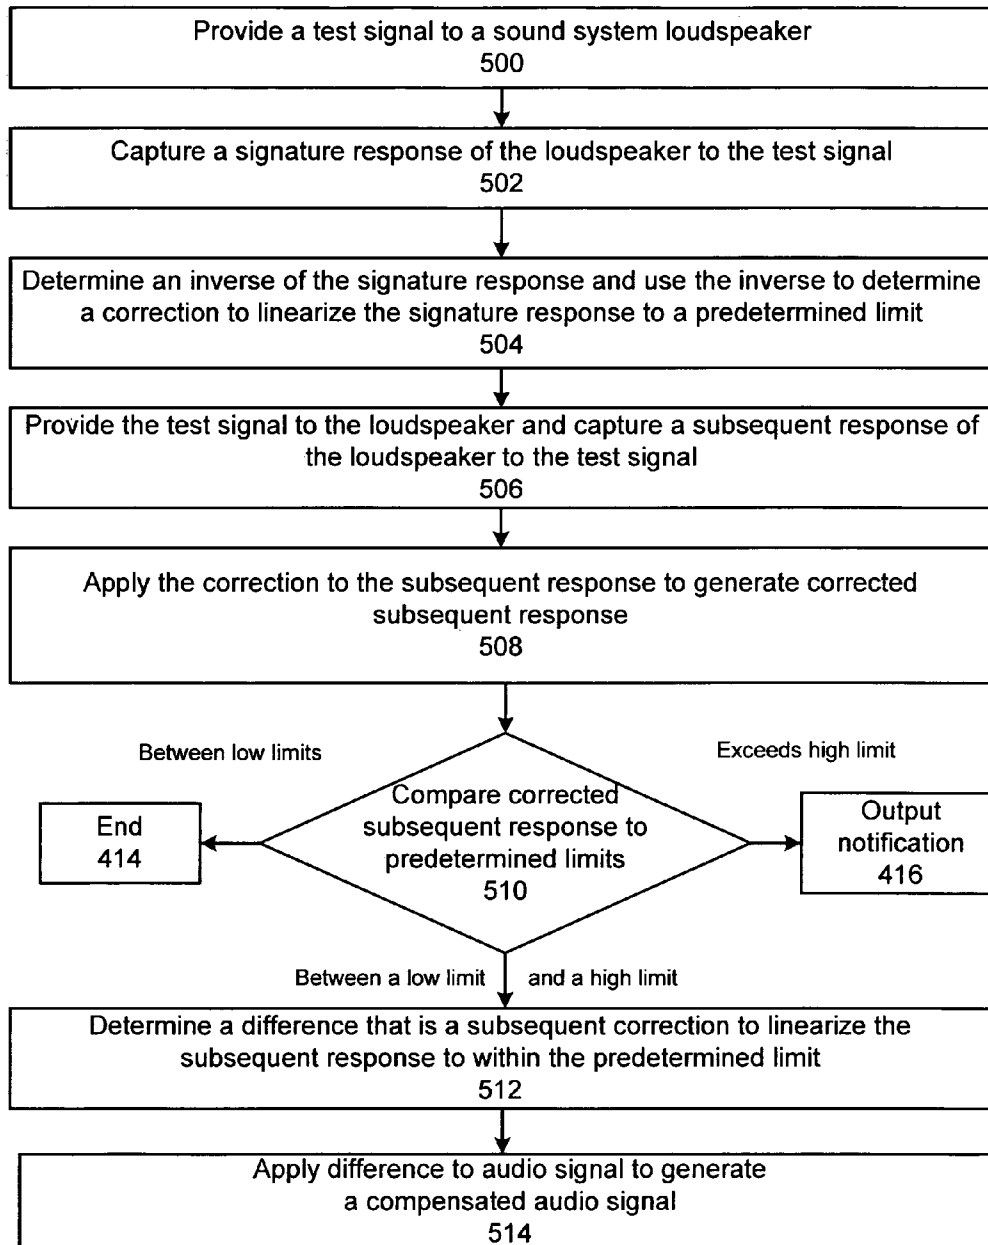 Provide a test signal to a sound system loudspeaker
500
Capture a signature response of the loudspeaker to the test signal
502
Determine an inverse of the signature response and use the inverse to determine
a correction to linearize the signature response to a predetermined limit
504
Provide the test signal to the loudspeaker and capture a subsequent response of
the loudspeaker to the test signal
506
Apply the correction to the subsequent response to generate corrected
subsequent response
508
Between low limits
Exceeds high limit
Compare corrected
subsequent response to
predetermined limits
510
End
414
Output
notification
416
Between a low limit and a high limit
Determine a difference that is a subsequent correction to linearize the
subsequent response to within the predetermined limit
512
Apply difference to audio signal to generate
a compensated audio signal
514